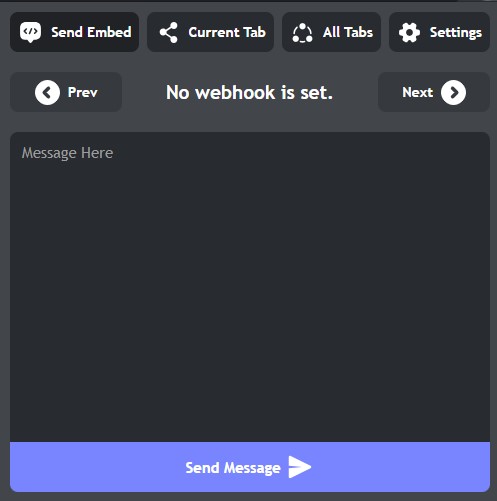 Send Embed Current Tab All Tabs Settings
Prev No webhook is set. Next
Message Here
Send Message